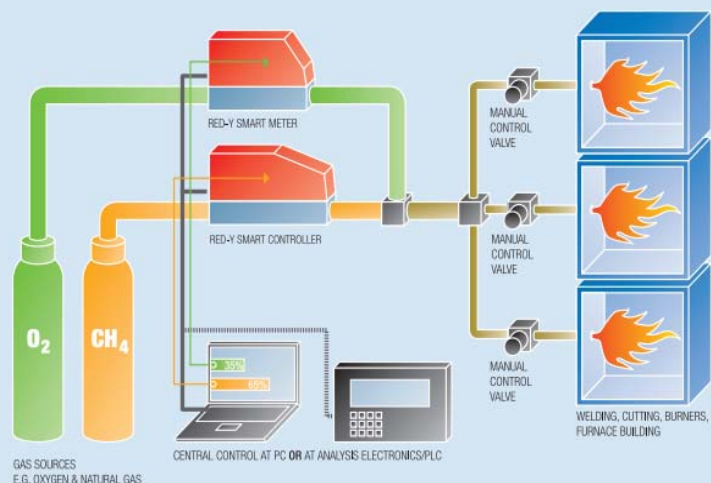 RED-Y SMART METER
MANUAL
CONTROL
VALVE
RED-Y SMART CONTROLLER
MANUAL
CONTROL
VALVE
O2
CH4
35%
65%
MANUAL
CONTROL
VALVE
WELDING, CUTTING, BURNERS,
FURNACE BUILDING
CENTRAL CONTROL AT PC OR AT ANALYSIS ELECTRONICS/PLC
GAS SOURCES
E.G. OXYGEN & NATURAL GAS